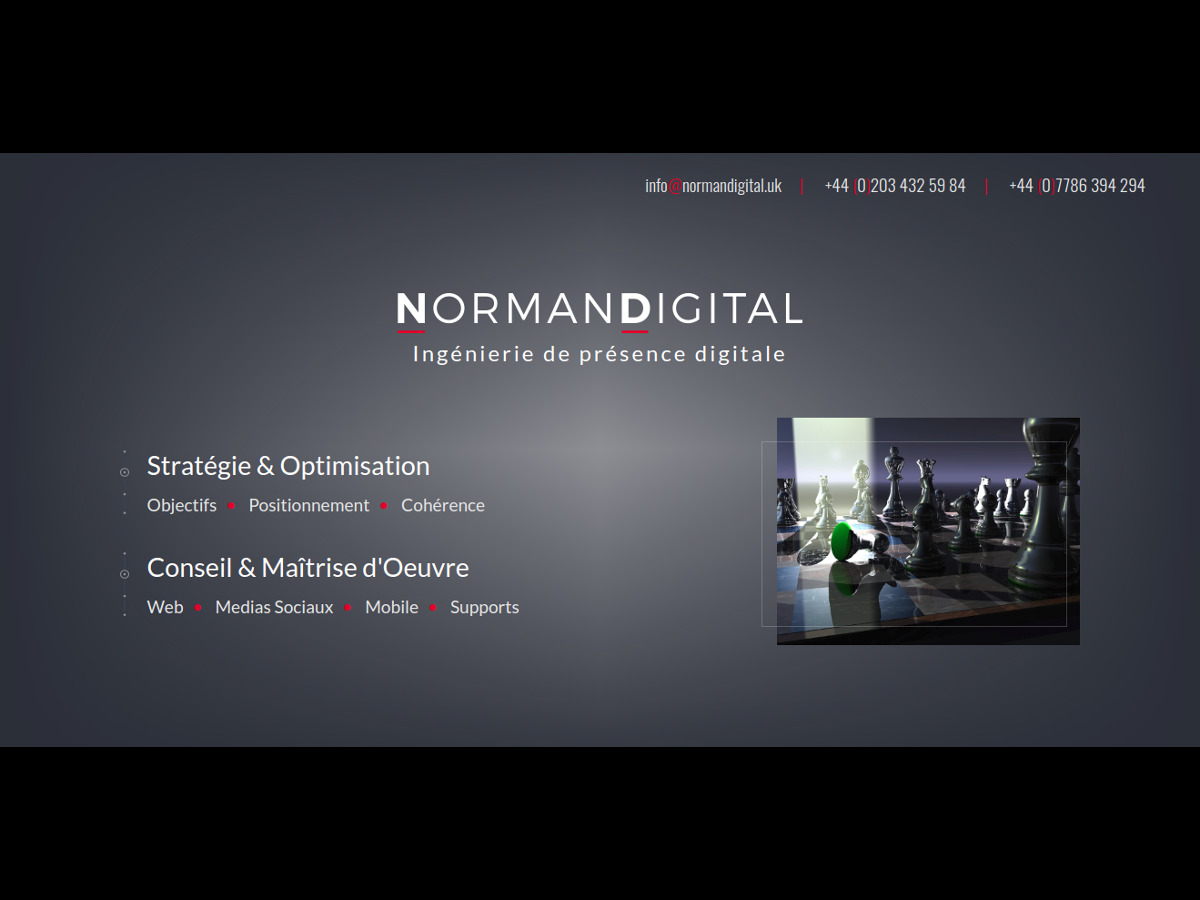 info@normandigital.uk | +44 (0)203 432 59 84 | +44 (0)7786 394 294
NORMANDIGITAL
Ingénierie de présence digitale
Stratégie & Optimisation
Objectifs • Positionnement • Cohérence
Conseil & Maîtrise d'Oeuvre
Web • Medias Sociaux • Mobile • Supports